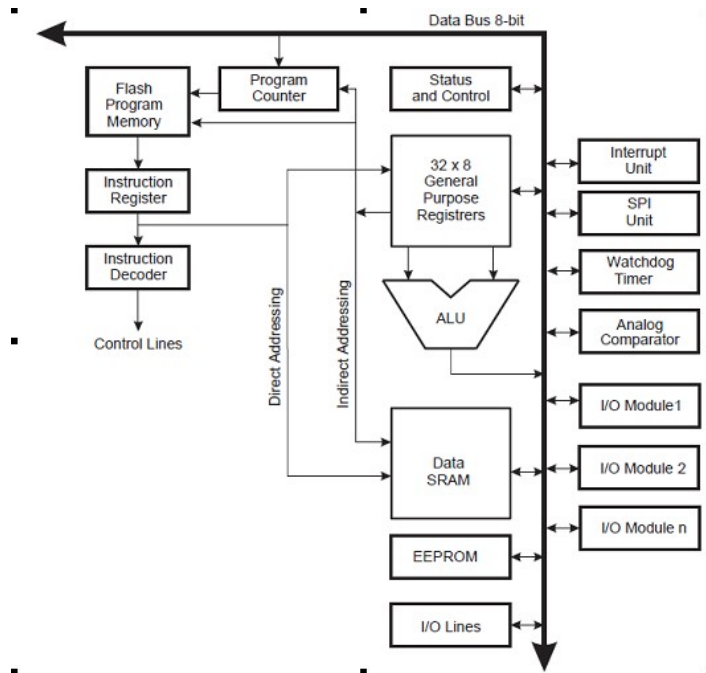 Data Bus 8-bit
Flash
Program
Memory
Program
Counter
Status
and Control
32 x 8
General
Purpose
Registrers
Interrupt
Unit
Instruction
Register
SPI
Unit
Instruction
Decoder
Watchdog
Timer
Control Lines
Direct Addressing
Indirect Addressing
ALU
Analog
Comparator
I/O Module1
Data
SRAM
I/O Module 2
I/O Module n
EEPROM
I/O Lines